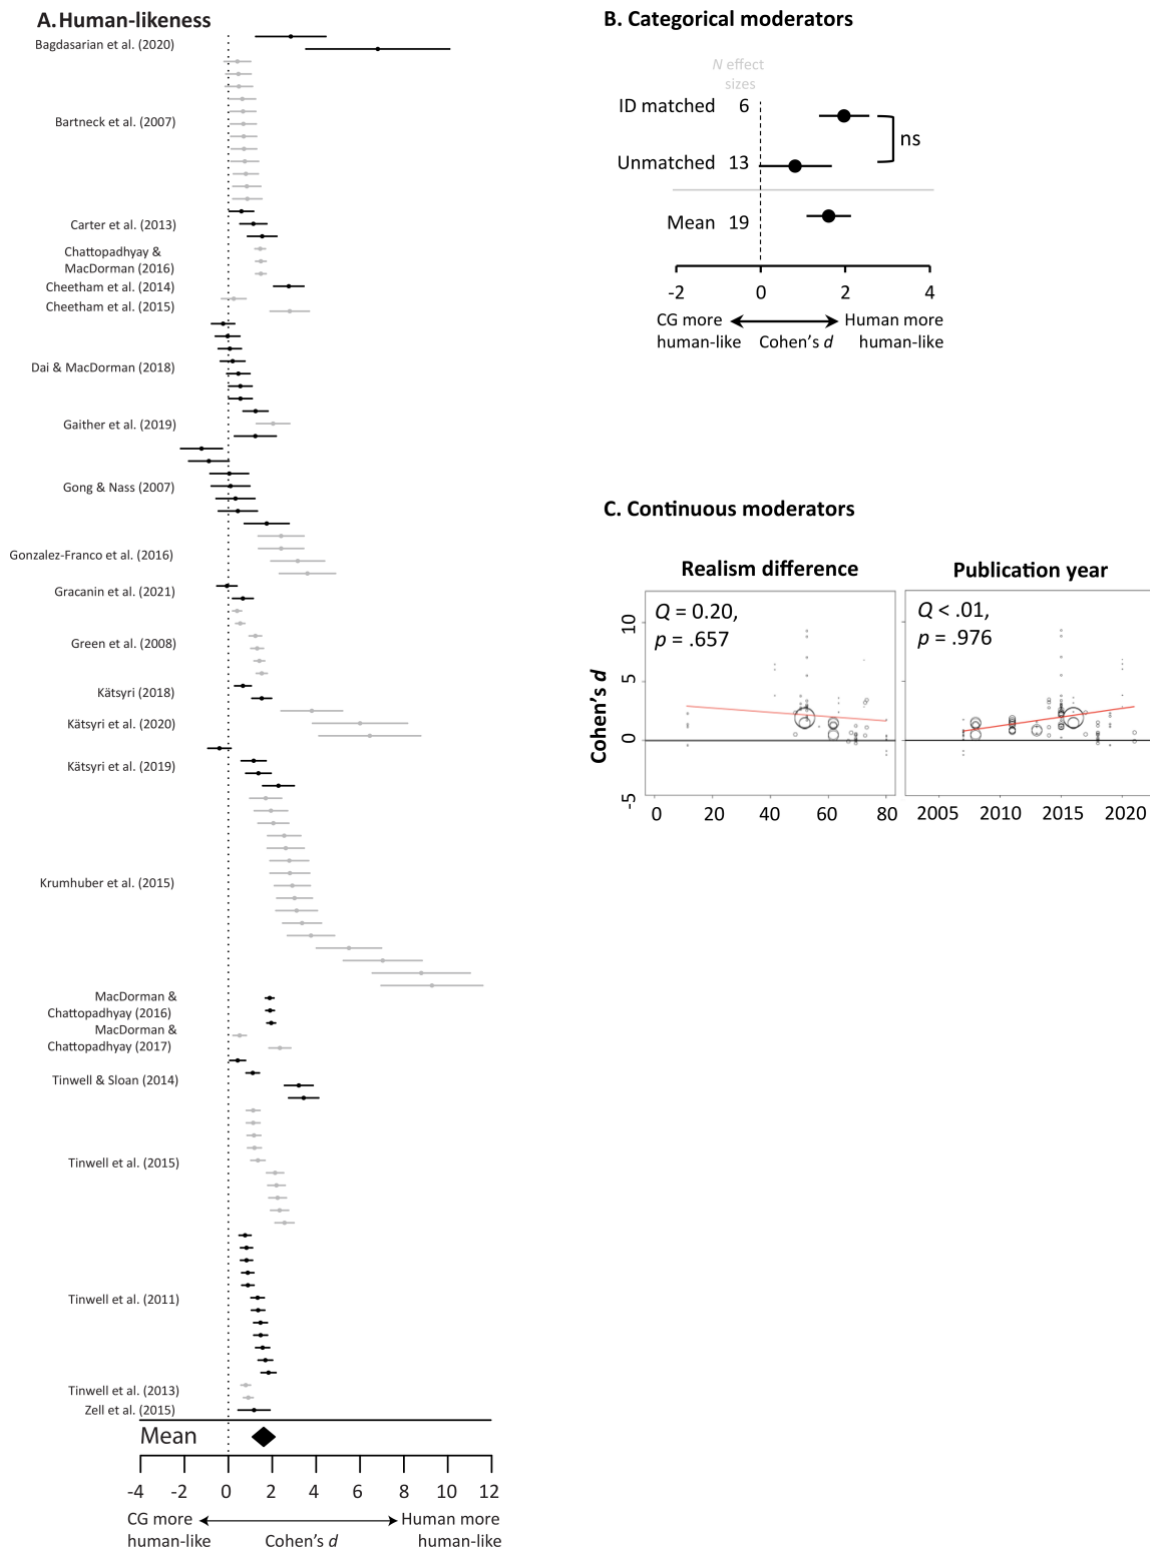 A. Human-likeness
Bagdasarian et al. (2020)
Bartneck et al. (2007)
Carter et al. (2013)
Chattopadhyay &
MacDorman (2016)
Cheetham et al. (2014)
Cheetham et al. (2015)
Dai & MacDorman (2018)
Gaither et al. (2019)
Gong & Nass (2007)
Gonzalez-Franco et al. (2016)
Gracanin et al. (2021)
Green et al. (2008)
Kätsyri (2018)
Kätsyri et al. (2020)
Kätsyri et al. (2019)
Krumhuber et al. (2015)
MacDorman &
Chattopadhyay (2016)
MacDorman &
Chattopadhyay (2017)
Tinwell & Sloan (2014)
Tinwell et al. (2015)
Tinwell et al. (2011)
Tinwell et al. (2013)
Zell et al. (2015)
Mean
-4 -2 0 2 4 6 8 10 12
CG more
human-like
Cohen's d
Human more
human-like
B. Categorical moderators
N effect
sizes
ID matched 6
ns
Unmatched 13
Mean 19
-2 0 2 4
CG more
human-like
Cohen's d
Human more
human-like
C. Continuous moderators
Realism difference
Publication year
Q = 0.20,
p = .657
Q < .01,
p = .976
Cohen's d
10
5
0
-5
0 20 40 60 80
2005 2010 2015 2020